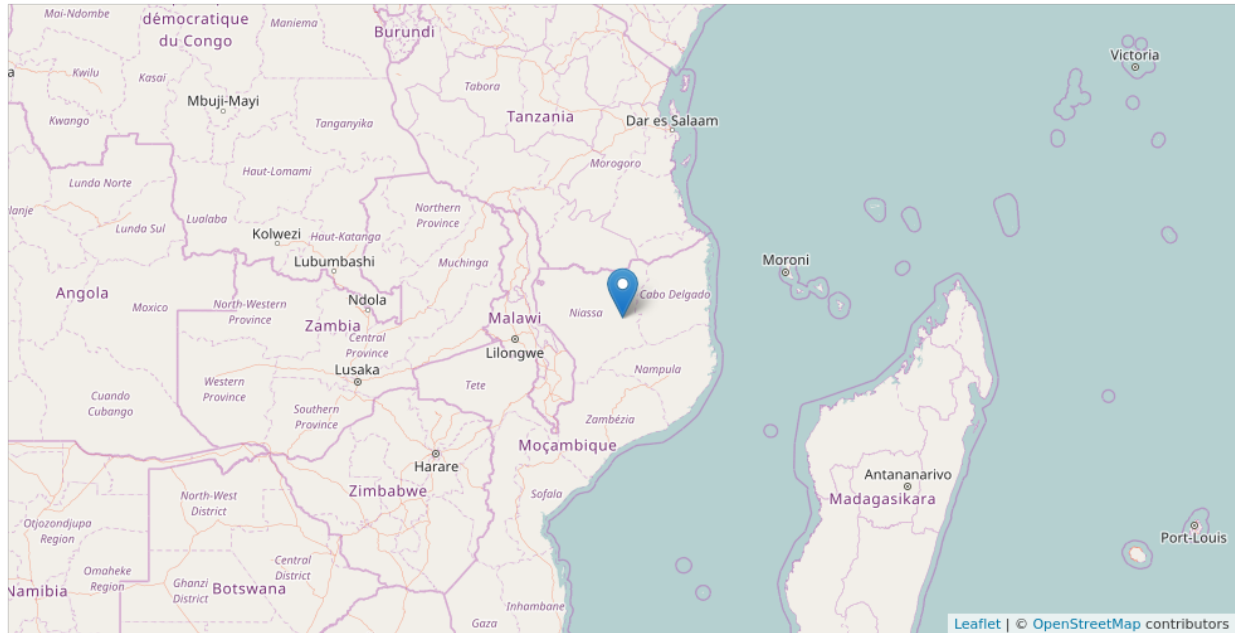 Mai-Ndombe
démocratique
du Congo
Maniema
Burundi
Victoria
Kwilu
Kasai
Tabora
Mbuji-Mayi
Tanzania
Dar es Salaam
Kwango
Tanganyika
Morogoro
Haut-Lomami
Lunda Norte
Northern
Province
Lualaba
Lunda Sul
Kolwezi
Haut-Katanga
Lubumbashi
Muchinga
Moroni
Angola
Moxico
North-Western
Province
Ndola
Zambia
Cabo Delgado
Niassa
Malawi
Central
Province
Lilongwe
Lusaka
Nampula
Western
Province
Tete
Cuando
Cubango
Southern
Province
Zambézia
Moçambique
Harare
Antananarivo
Madagasikara
Zimbabwe
North-West
District
Sofala
Otjozondjupa
Region
Port-Louis
Central
District
Omaheke
Region
Ghanzi
District
Botswana
Namibia
Inhambane
Gaza
Leaflet | © OpenStreetMap contributors